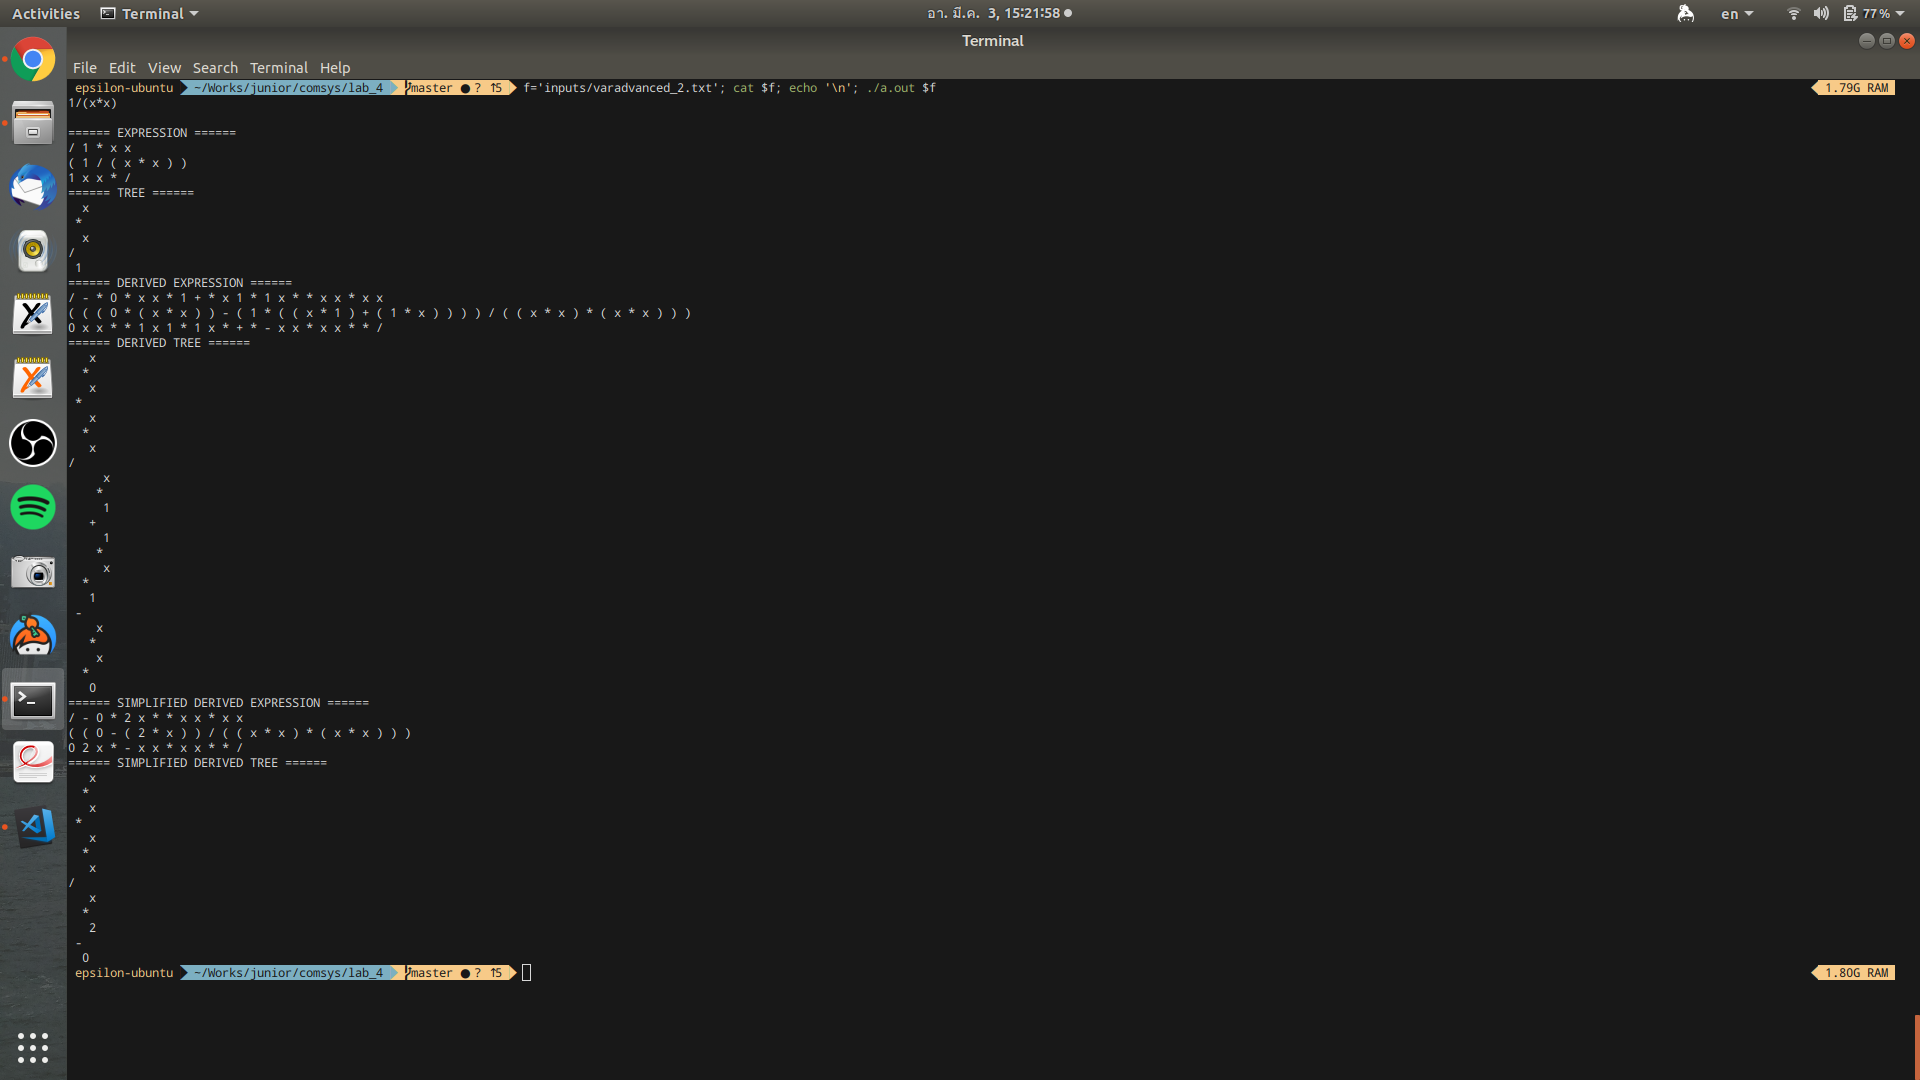 Activities Terminal อา. มี.ค. 3, 15:21:58 en 77%
Terminal
File Edit View Search Terminal Help
epsilon-ubuntu ~/Works/junior/comsys/lab_4 master ● ? ⇡5 f='inputs/varadvanced_2.txt'; cat $f; echo '\n'; ./a.out $f 1.79G RAM
1/(x*x)
====== EXPRESSION ======
/ 1 * x x
( 1 / ( x * x ) )
1 x x * /
====== TREE ======
x
*
x
/
1
====== DERIVED EXPRESSION ======
/ - * 0 * x x * 1 + * x 1 * 1 x * * x x * x x
( ( ( 0 * ( x * x ) ) - ( 1 * ( ( x * 1 ) + ( 1 * x ) ) ) ) / ( ( x * x ) * ( x * x ) ) )
0 x x * * 1 x 1 * 1 x * + * - x x * x x * * /
====== DERIVED TREE ======
x
*
x
*
x
*
x
/
x
*
1
+
1
*
x
*
1
-
x
*
x
*
0
====== SIMPLIFIED DERIVED EXPRESSION ======
/ - 0 * 2 x * * x x * x x
( ( 0 - ( 2 * x ) ) / ( ( x * x ) * ( x * x ) ) )
0 2 x * - x x * x x * * /
====== SIMPLIFIED DERIVED TREE ======
x
*
x
*
x
*
x
/
x
*
2
-
0
epsilon-ubuntu ~/Works/junior/comsys/lab_4 master ● ? ⇡5 1.80G RAM